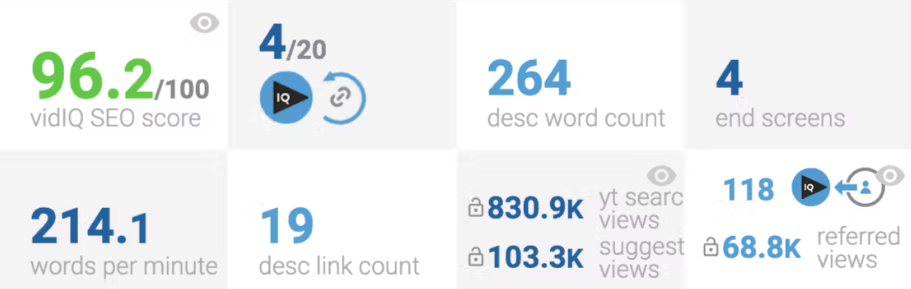 96.2/100
vidIQ SEO score
4/20
IQ
264
desc word count
4
end screens
214.1
words per minute
19
desc link count
830.9K yt searc
views
103.3K suggest
views
118 IQ
68.8K referred
views